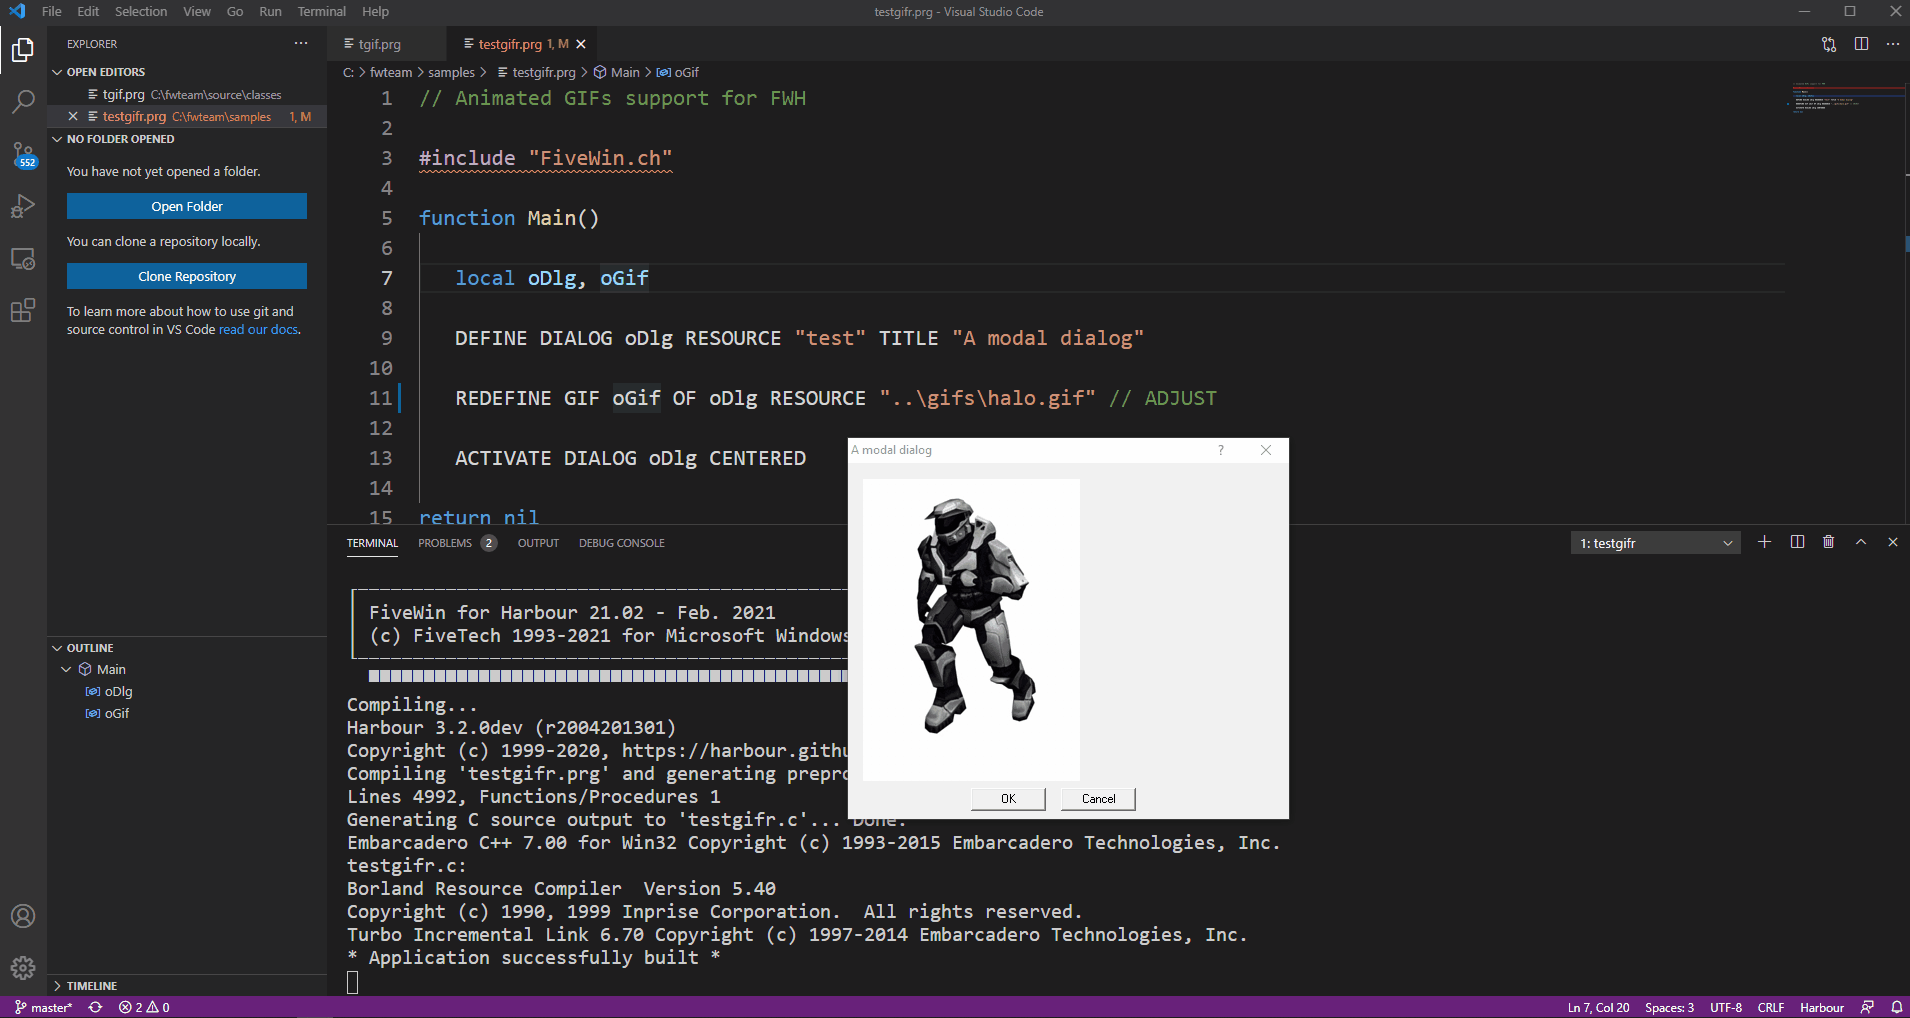 File Edit Selection View Go Run Terminal Help
testgifr.prg - Visual Studio Code
EXPLORER
OPEN EDITORS
tgif.prg C:\fwteam\source\classes
testgifr.prg C:\fwteam\samples 1, M
NO FOLDER OPENED
You have not yet opened a folder.
Open Folder
You can clone a repository locally.
Clone Repository
To learn more about how to use git and
source control in VS Code read our docs.
552
OUTLINE
Main
oDlg
oGif
TIMELINE
tgif.prg
testgifr.prg 1, M
C: > fwteam > samples > testgifr.prg > Main > oGif
1 // Animated GIFs support for FWH
2
3 #include "FiveWin.ch"
4
5 function Main()
6
7 local oDlg, oGif
8
9 DEFINE DIALOG oDlg RESOURCE "test" TITLE "A modal dialog"
10
11 REDEFINE GIF oGif OF oDlg RESOURCE "..\gifs\halo.gif" // ADJUST
12
13 ACTIVATE DIALOG oDlg CENTERED
14
15 return nil
A modal dialog ?
OK Cancel
TERMINAL PROBLEMS 2 OUTPUT DEBUG CONSOLE
1: testgifr
FiveWin for Harbour 21.02 - Feb. 2021
(c) FiveTech 1993-2021 for Microsoft Windows
Compiling...
Harbour 3.2.0dev (r2004201301)
Copyright (c) 1999-2020, https://harbour.githu
Compiling 'testgifr.prg' and generating prepro
Lines 4992, Functions/Procedures 1
Generating C source output to 'testgifr.c'... Done.
Embarcadero C++ 7.00 for Win32 Copyright (c) 1993-2015 Embarcadero Technologies, Inc.
testgifr.c:
Borland Resource Compiler  Version 5.40
Copyright (c) 1990, 1999 Inprise Corporation.  All rights reserved.
Turbo Incremental Link 6.70 Copyright (c) 1997-2014 Embarcadero Technologies, Inc.
* Application successfully built *
master* 2 0
Ln 7, Col 20 Spaces: 3 UTF-8 CRLF Harbour